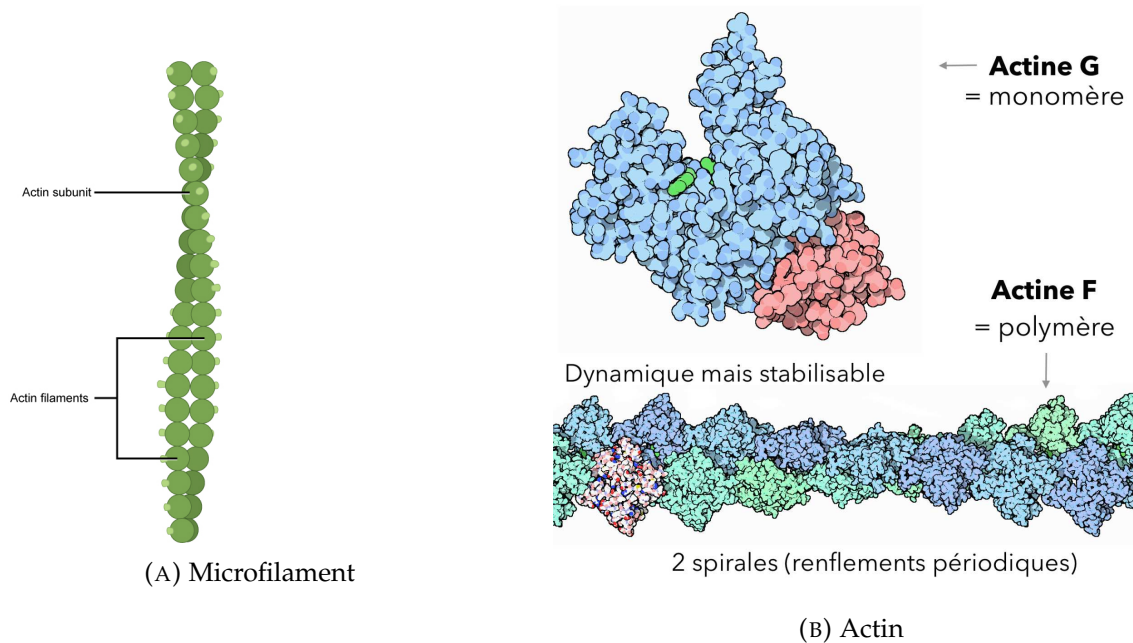 Actin subunit
Actin filaments
(A) Microfilament
Actine G
= monomère
Actine F
= polymère
Dynamique mais stabilisable
2 spirales (renflements périodiques)
(B) Actin